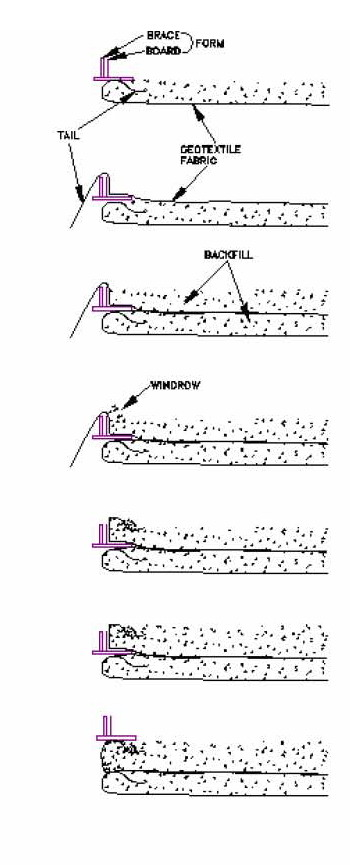 BRACE
BOARD
FORM
TAIL
GEOTEXTILE
FABRIC
BACKFILL
WINDROW